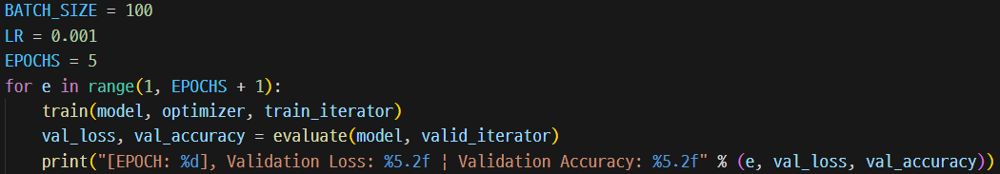 BATCH_SIZE = 100
LR = 0.001
EPOCHS = 5
for e in range(1, EPOCHS + 1):
    train(model, optimizer, train_iterator)
    val_loss, val_accuracy = evaluate(model, valid_iterator)
    print("[EPOCH: %d], Validation Loss: %5.2f | Validation Accuracy: %5.2f" % (e, val_loss, val_accuracy))